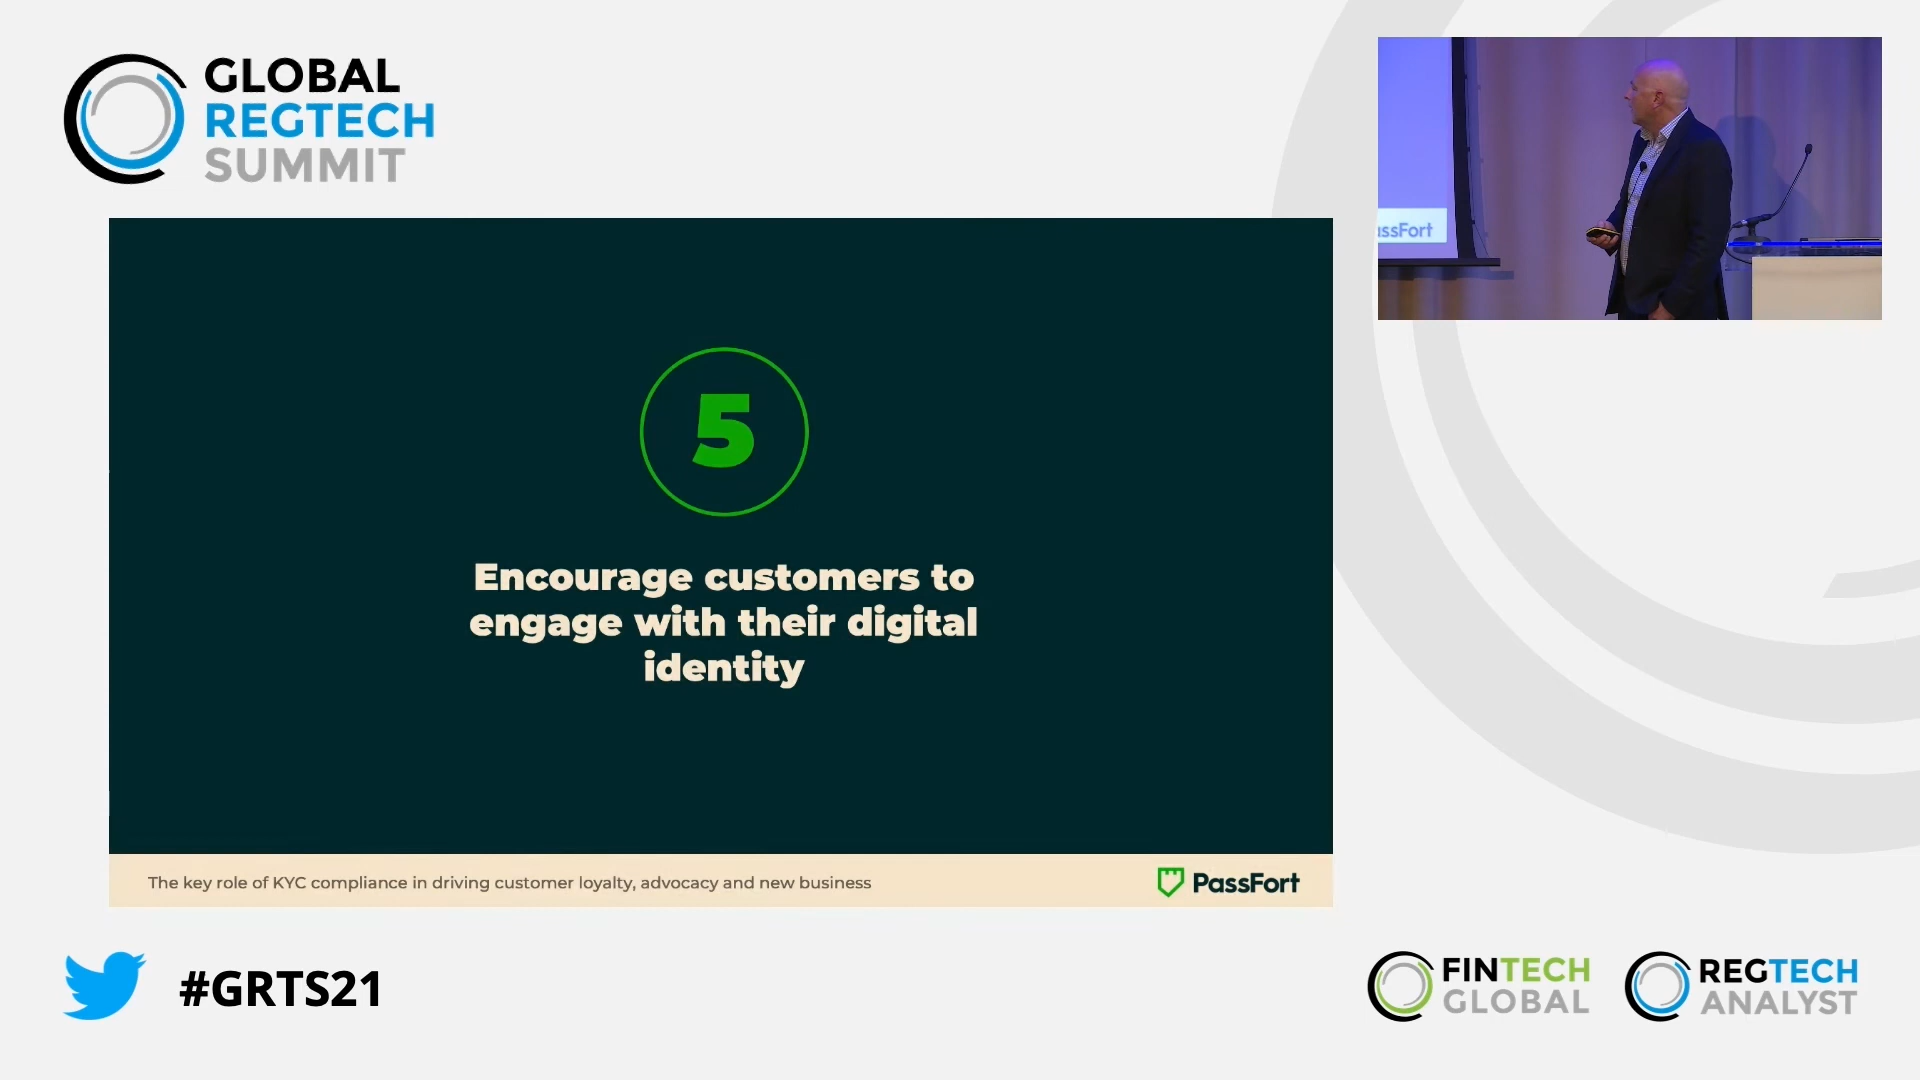 GLOBAL
REGTECH
SUMMIT
assFort
5
Encourage customers to
engage with their digital
identity
The key role of KYC compliance in driving customer loyalty, advocacy and new business
PassFort
#GRTS21
FINTECH
GLOBAL
REGTECH
ANALYST